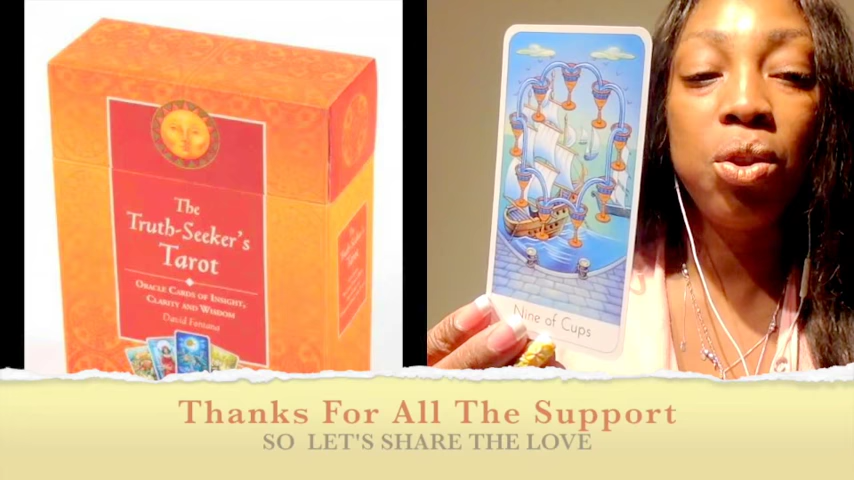 The
Truth-Seeker's
Tarot
Oracle Cards of Insight,
Clarity and Wisdom
David Fontana
Nine of Cups
Thanks For All The Support
SO LET'S SHARE THE LOVE